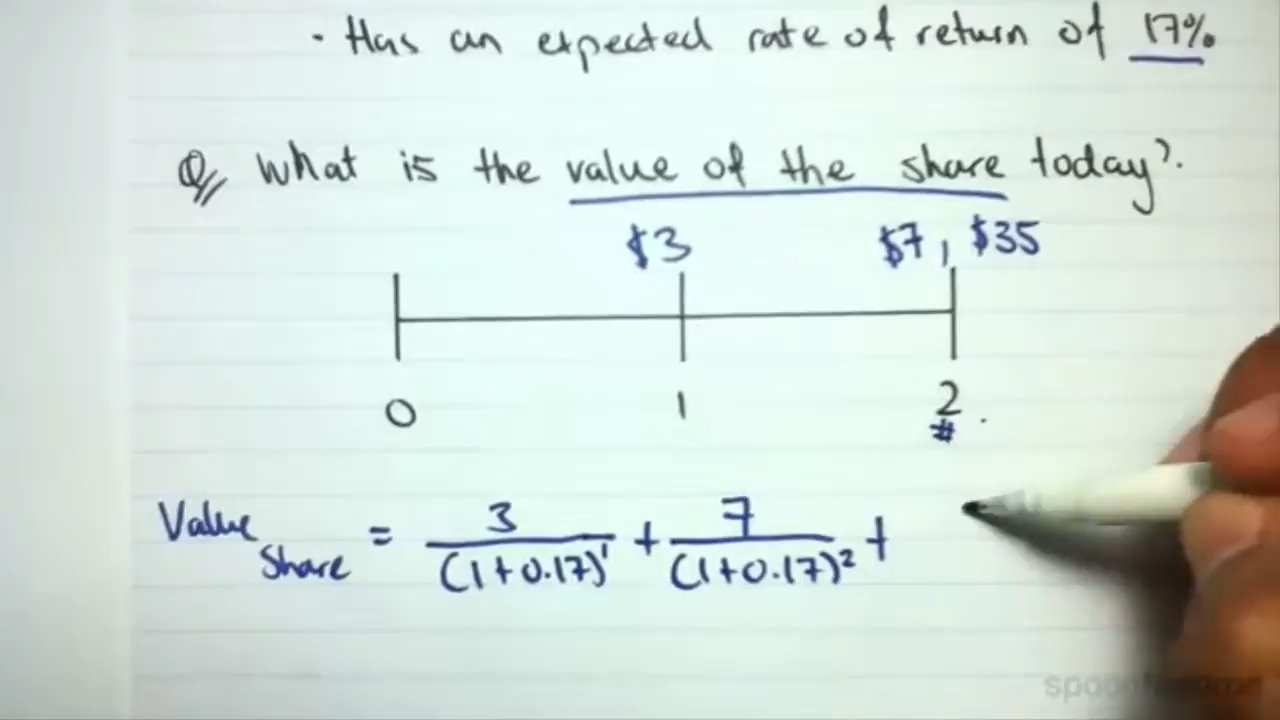 · Has an expected rate of return of 17%
Q// What is the value of the share today?.
$3 $7, $35
0 1 2 .
#
Value Share = 3/(1+0.17)¹ + 7/(1+0.17)² +